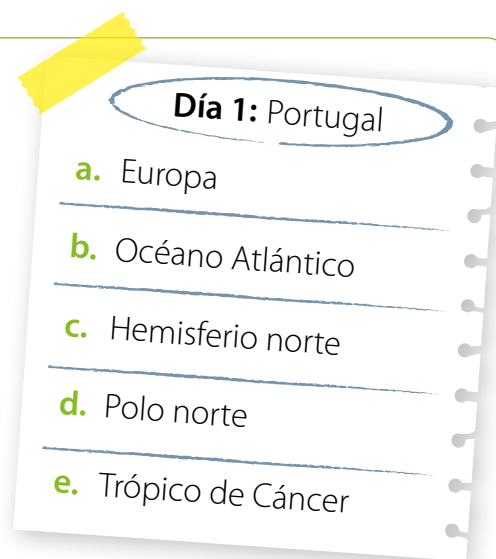 Día 1: Portugal
a. Europa
b. Océano Atlántico
c. Hemisferio norte
d. Polo norte
e. Trópico de Cáncer